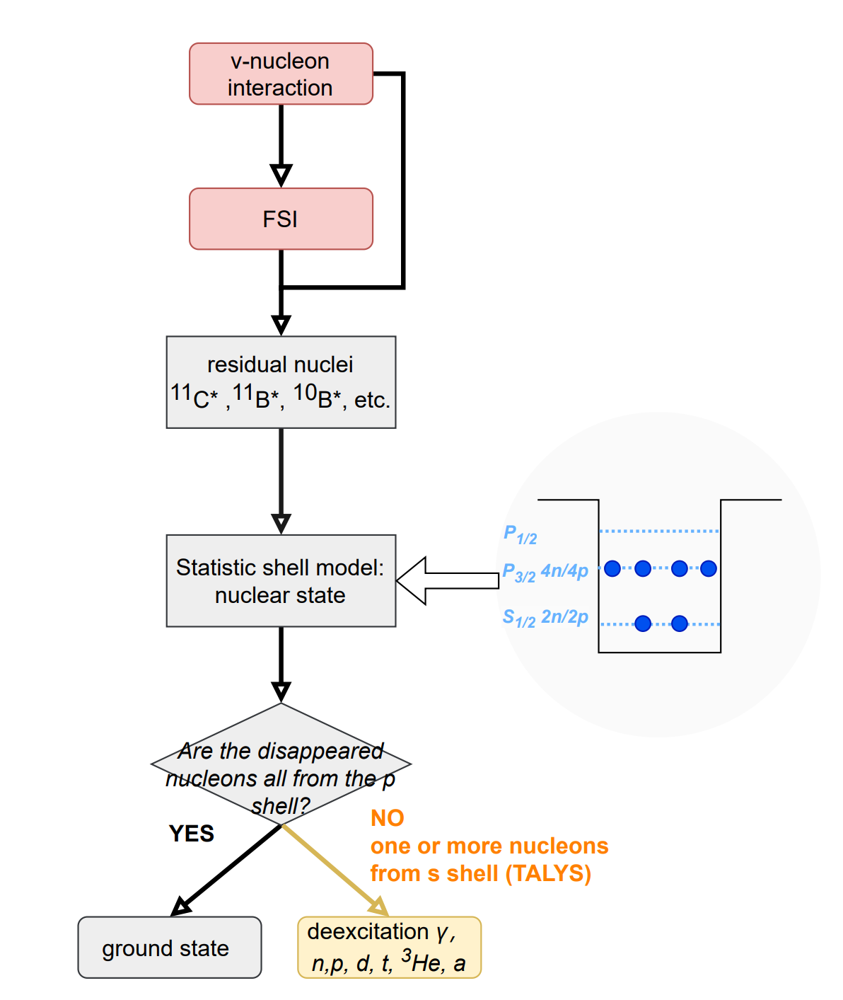 v-nucleon
interaction
FSI
residual nuclei
¹¹C* ,¹¹B*, ¹⁰B*, etc.
P₁/₂
P₃/₂ 4n/4p
S₁/₂ 2n/2p
Statistic shell model:
nuclear state
Are the disappeared
nucleons all from the p
shell?
YES
NO
one or more nucleons
from s shell (TALYS)
ground state
deexcitation γ,
n,p, d, t, ³He, a